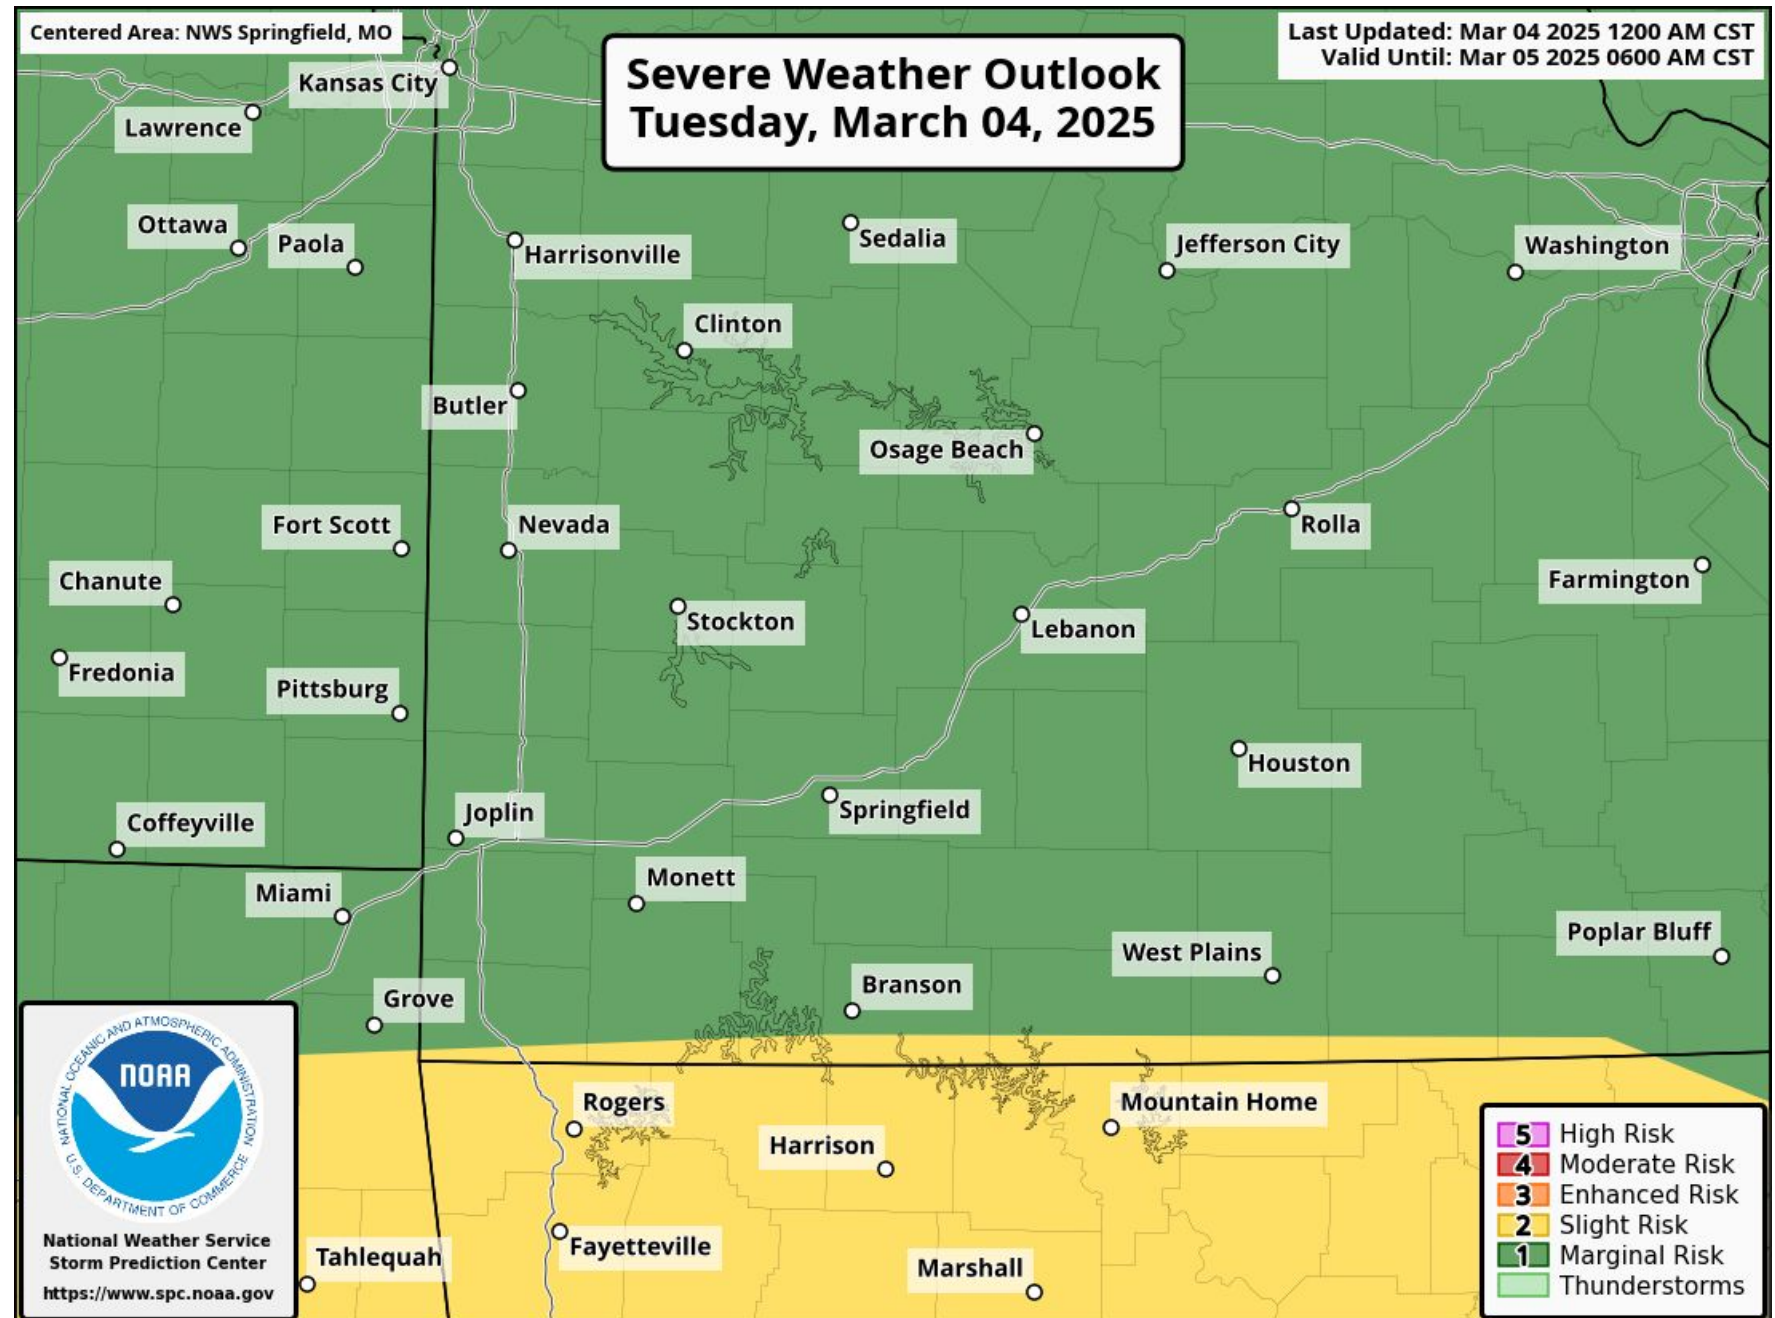 Centered Area: NWS Springfield, MO
Last Updated: Mar 04 2025 1200 AM CST
Valid Until: Mar 05 2025 0600 AM CST
Severe Weather Outlook
Tuesday, March 04, 2025
Kansas City
Lawrence
Ottawa
Paola
Harrisonville
Sedalia
Jefferson City
Washington
Clinton
Butler
Osage Beach
Fort Scott
Nevada
Rolla
Chanute
Farmington
Stockton
Lebanon
Fredonia
Pittsburg
Houston
Coffeyville
Joplin
Springfield
Miami
Monett
Poplar Bluff
West Plains
Grove
Branson
Rogers
Mountain Home
Harrison
Fayetteville
Tahlequah
Marshall
NATIONAL OCEANIC AND ATMOSPHERIC ADMINISTRATION
NOAA
U.S. DEPARTMENT OF COMMERCE
National Weather Service
Storm Prediction Center
https://www.spc.noaa.gov
5 High Risk
4 Moderate Risk
3 Enhanced Risk
2 Slight Risk
1 Marginal Risk
Thunderstorms